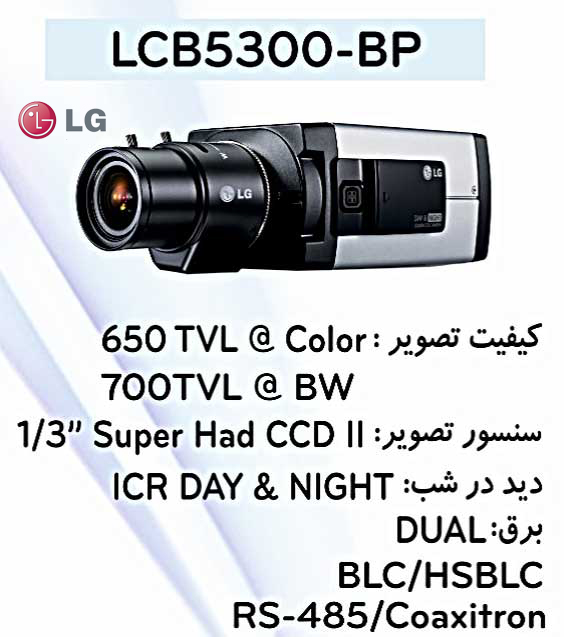 LCB5300-BP
LG
LG
LG
کیفیت تصویر : 650 TVL @ Color
700TVL @ BW
سنسور تصویر: 1/3" Super Had CCD II
دید در شب: ICR DAY & NIGHT
برق: DUAL
BLC/HSBLC
RS-485/Coaxitron